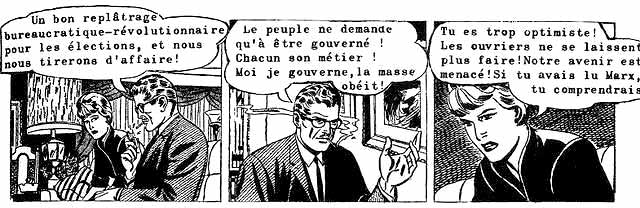 Un bon replâtrage
bureaucratique-révolutionnaire
pour les élections, et nous
nous tirerons d'affaire!
Le peuple ne demande
qu'à être gouverné !
Chacun son métier !
Moi je gouverne,la masse
obéit!
Tu es trop optimiste!
Les ouvriers ne se laissent
plus faire!Notre avenir est
menacé!Si tu avais lu Marx,
tu comprendrais